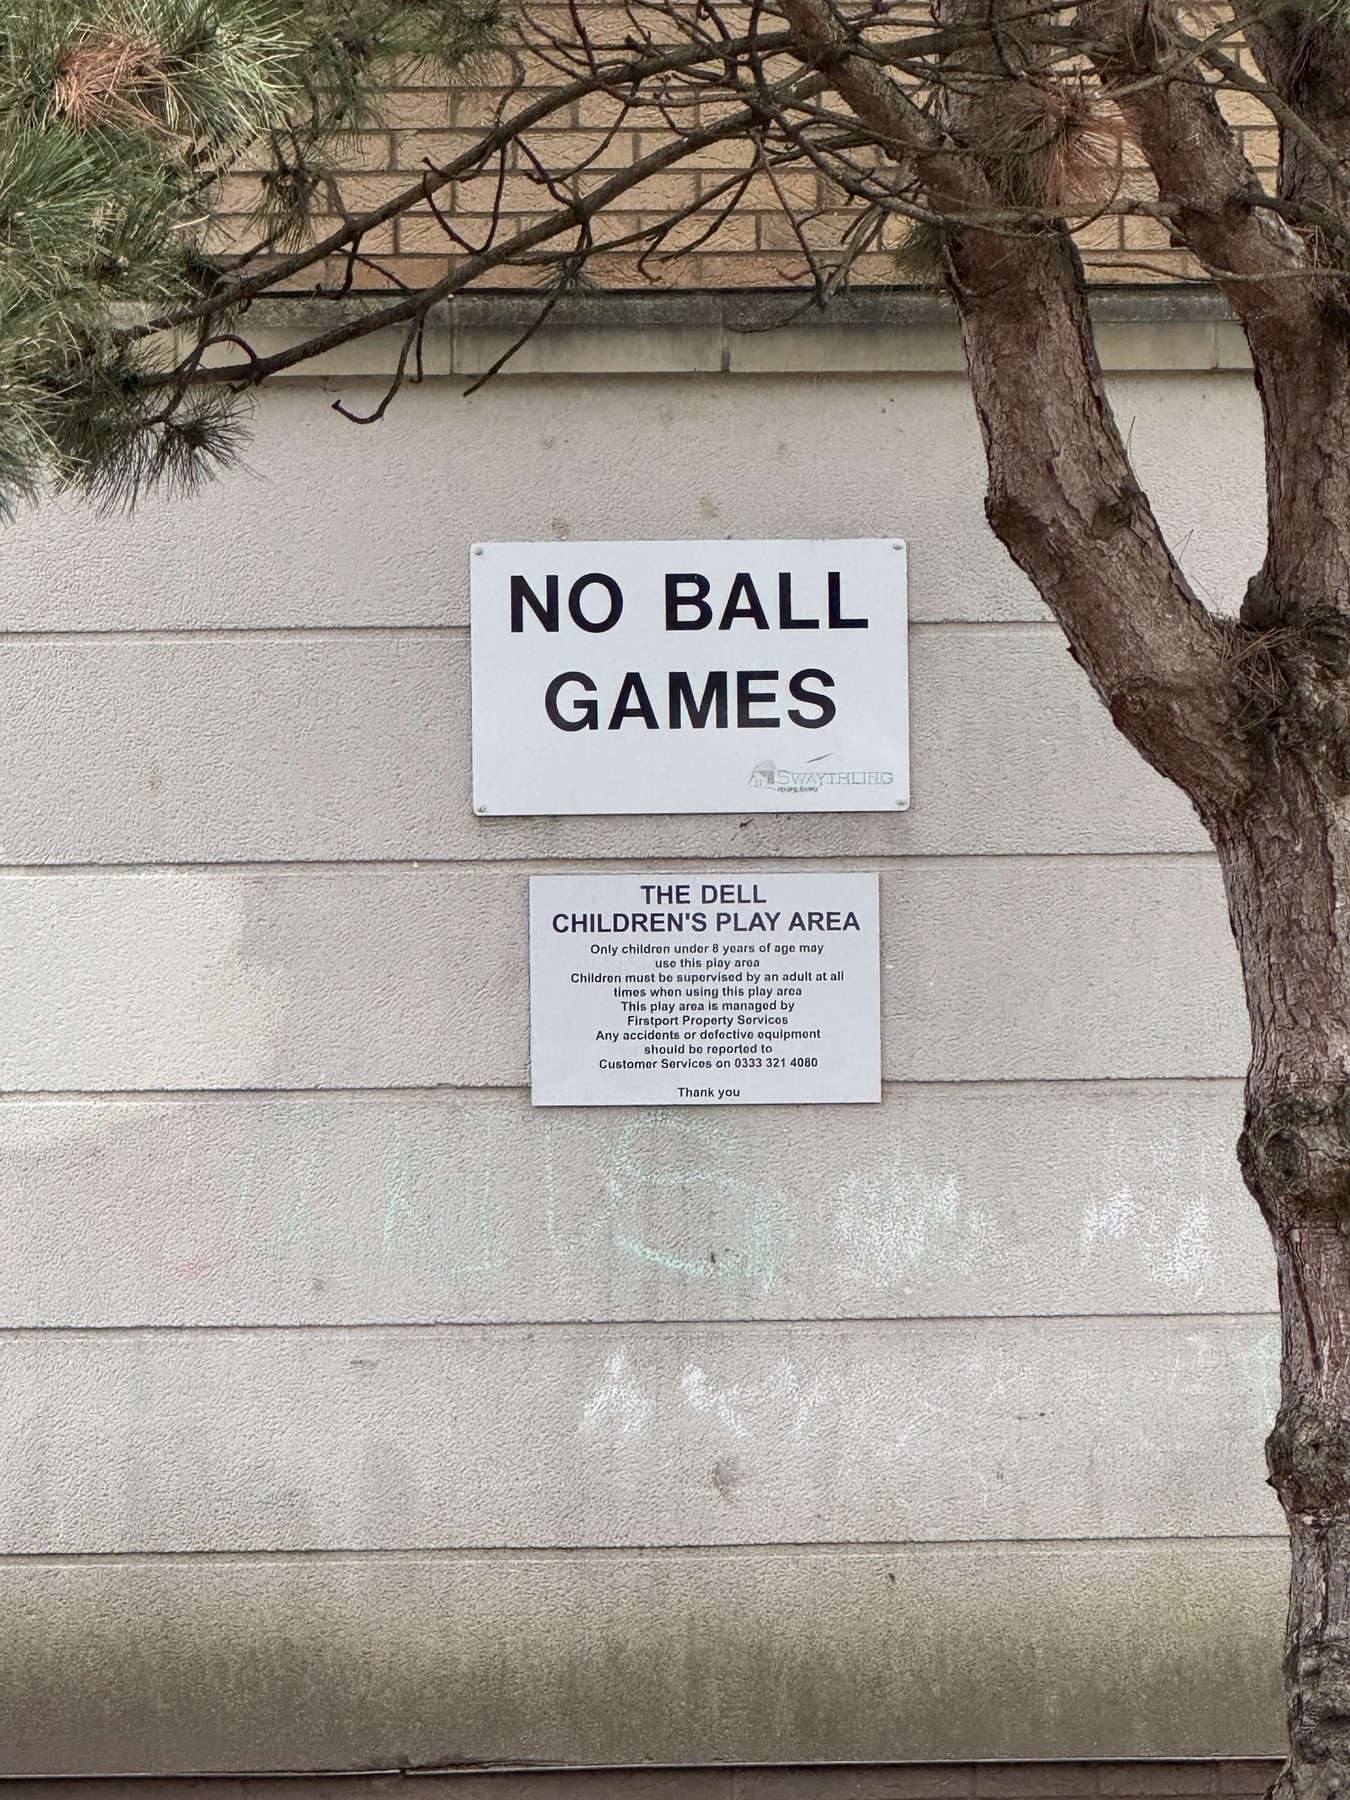 NO BALL
GAMES
SWAYTHLING
Housing Society
THE DELL
CHILDREN'S PLAY AREA
Only children under 8 years of age may
use this play area
Children must be supervised by an adult at all
times when using this play area
This play area is managed by
Firstport Property Services
Any accidents or defective equipment
should be reported to
Customer Services on 0333 321 4080
Thank you